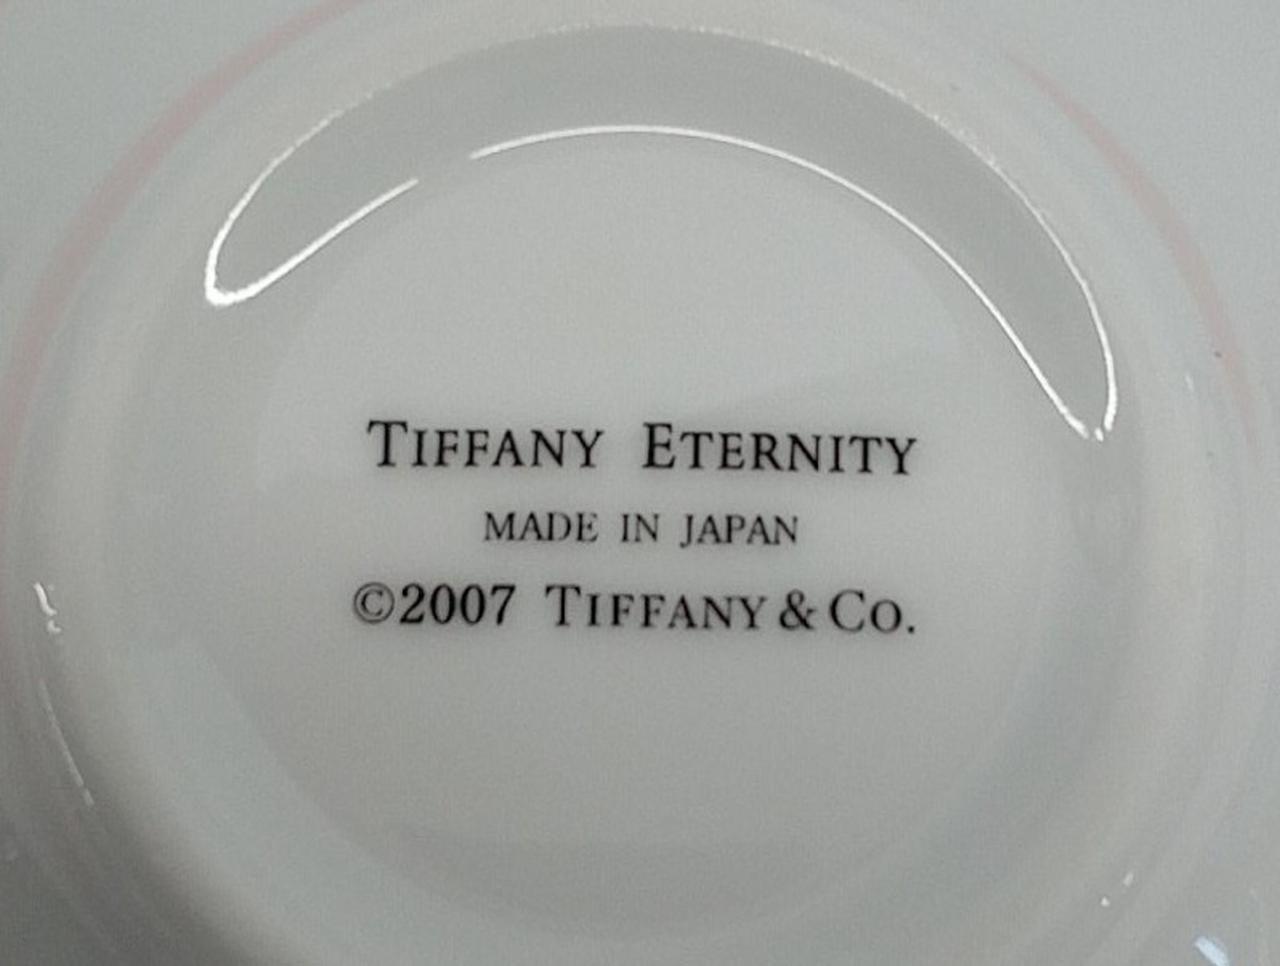 TIFFANY ETERNITY
MADE IN JAPAN
©2007 TIFFANY & CO.